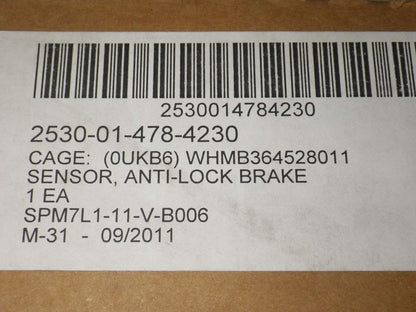 2530014784230
2530-01-478-4230
CAGE: (0UKB6) WHMB364528011
SENSOR, ANTI-LOCK BRAKE
1 EA
SPM7L1-11-V-B006
M-31 - 09/2011